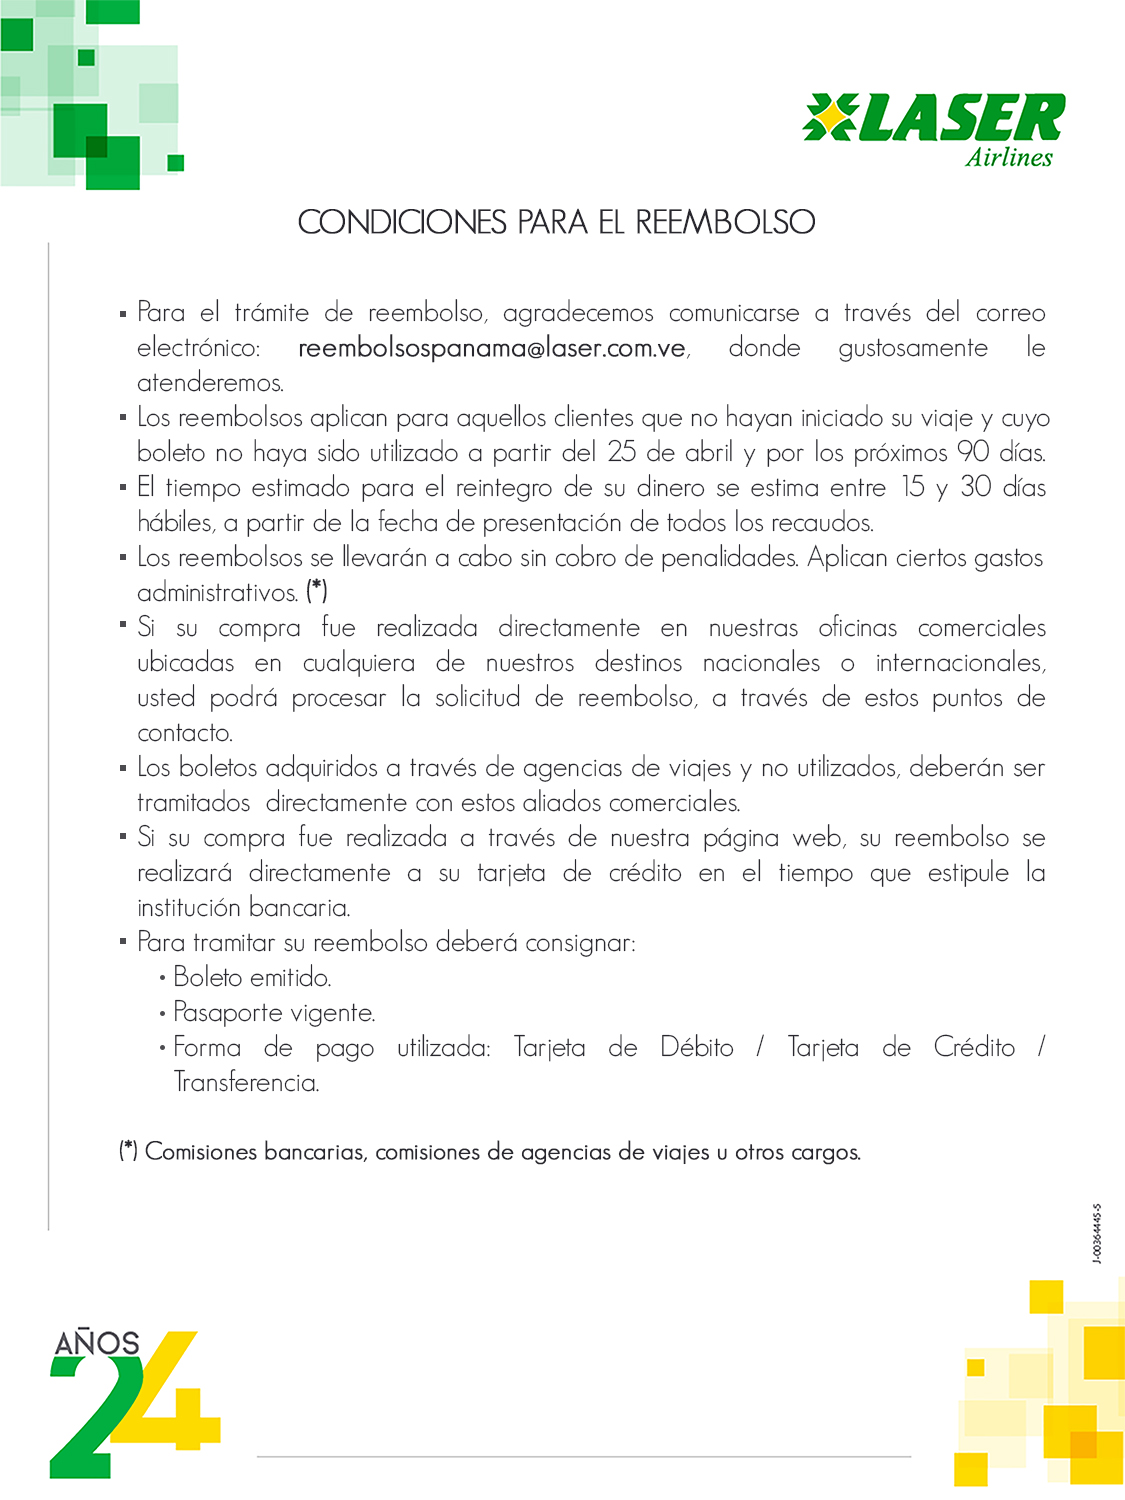 LASER
Airlines
CONDICIONES PARA EL REEMBOLSO
▪ Para el trámite de reembolso, agradecemos comunicarse a través del correo
electrónico: reembolsospanama@laser.com.ve, donde gustosamente le
atenderemos.
▪ Los reembolsos aplican para aquellos clientes que no hayan iniciado su viaje y cuyo
boleto no haya sido utilizado a partir del 25 de abril y por los próximos 90 días.
▪ El tiempo estimado para el reintegro de su dinero se estima entre 15 y 30 días
hábiles, a partir de la fecha de presentación de todos los recaudos.
▪ Los reembolsos se llevarán a cabo sin cobro de penalidades. Aplican ciertos gastos
administrativos. (*)
▪ Si su compra fue realizada directamente en nuestras oficinas comerciales
ubicadas en cualquiera de nuestros destinos nacionales o internacionales,
usted podrá procesar la solicitud de reembolso, a través de estos puntos de
contacto.
▪ Los boletos adquiridos a través de agencias de viajes y no utilizados, deberán ser
tramitados directamente con estos aliados comerciales.
▪ Si su compra fue realizada a través de nuestra página web, su reembolso se
realizará directamente a su tarjeta de crédito en el tiempo que estipule la
institución bancaria.
▪ Para tramitar su reembolso deberá consignar:
• Boleto emitido.
• Pasaporte vigente.
• Forma de pago utilizada: Tarjeta de Débito / Tarjeta de Crédito /
Transferencia.
(*) Comisiones bancarias, comisiones de agencias de viajes u otros cargos.
J-00364445-5
AÑOS
24